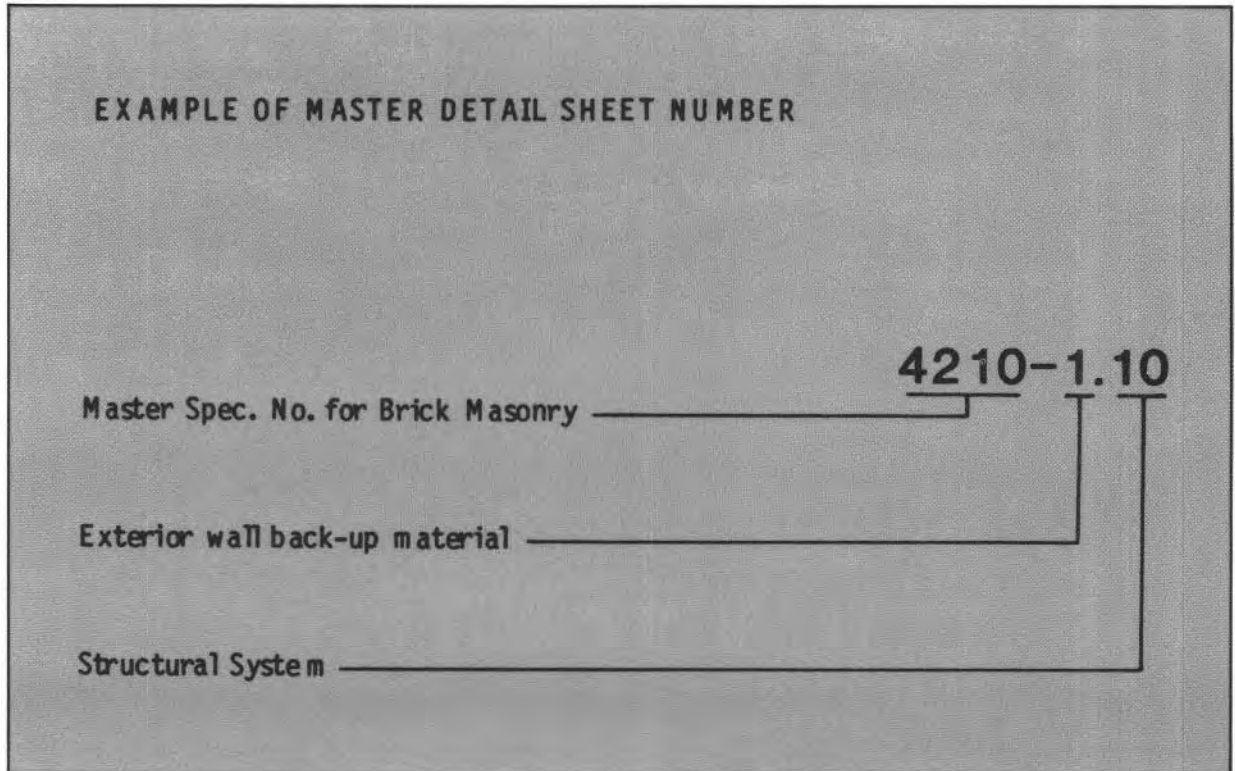 EXAMPLE OF MASTER DETAIL SHEET NUMBER
4210-1.10
Master Spec. No. for Brick Masonry
Exterior wall back-up material
Structural System